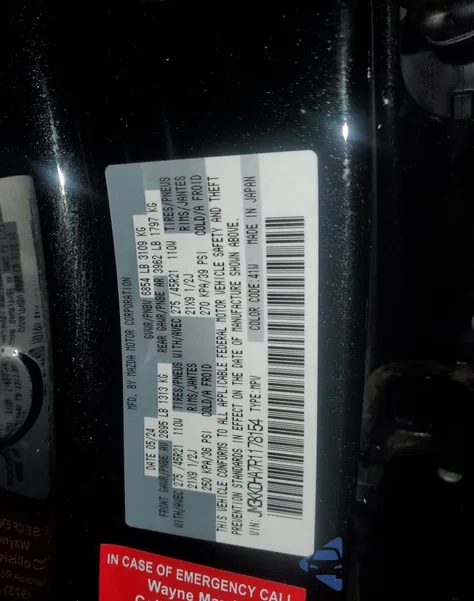 MFD. BY MAZDA MOTOR CORPORATION
DATE 05/24 GVWR/PNBV 6854 LB 3109 KG
FRONT GAWR/PNBE AV 2895 LB 1313 KG REAR GAWR/PNBE AR 3962 LB 1797 KG
WITH/AVEC 275 /45R21 110W TIRES/PNEUS WITH/AVEC 275 /45R21 110W TIRES/PNEUS
21X9 1/2J RIMS/JANTES 21X9 1/2J RIMS/JANTES
250 KPA/36 PSI COLD/A FROID 270 KPA/39 PSI COLD/A FROID
THIS VEHICLE CONFORMS TO ALL APPLICABLE FEDERAL MOTOR VEHICLE SAFETY AND THEFT
PREVENTION STANDARDS IN EFFECT ON THE DATE OF MANUFACTURE SHOWN ABOVE.
VIN: JM3KKDHA7R1178154 TYPE:MPV COLOR CODE:41W MADE IN JAPAN
IN CASE OF EMERGENCY CALL